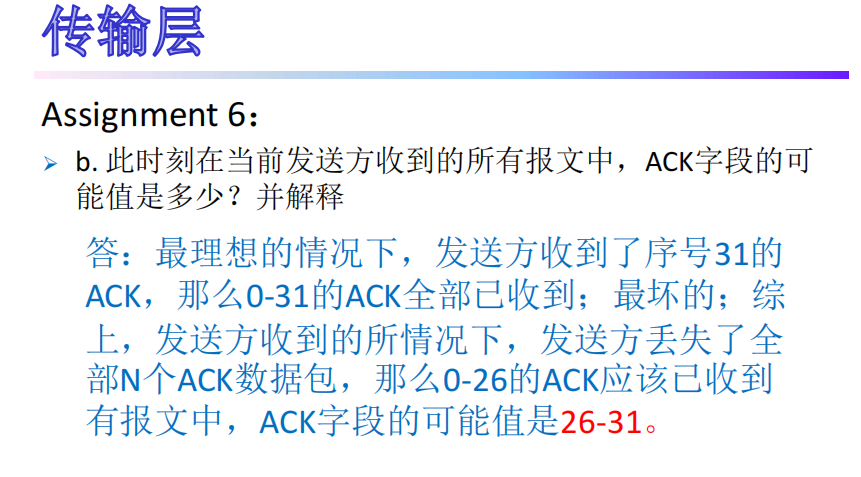 传输层
Assignment 6：
b. 此时刻在当前发送方收到的所有报文中，ACK字段的可
能值是多少？并解释
答：最理想的情况下，发送方收到了序号31的
ACK，那么0-31的ACK全部已收到；最坏的；综
上，发送方收到的所情况下，发送方丢失了全
部N个ACK数据包，那么0-26的ACK应该已收到
有报文中，ACK字段的可能值是26-31。